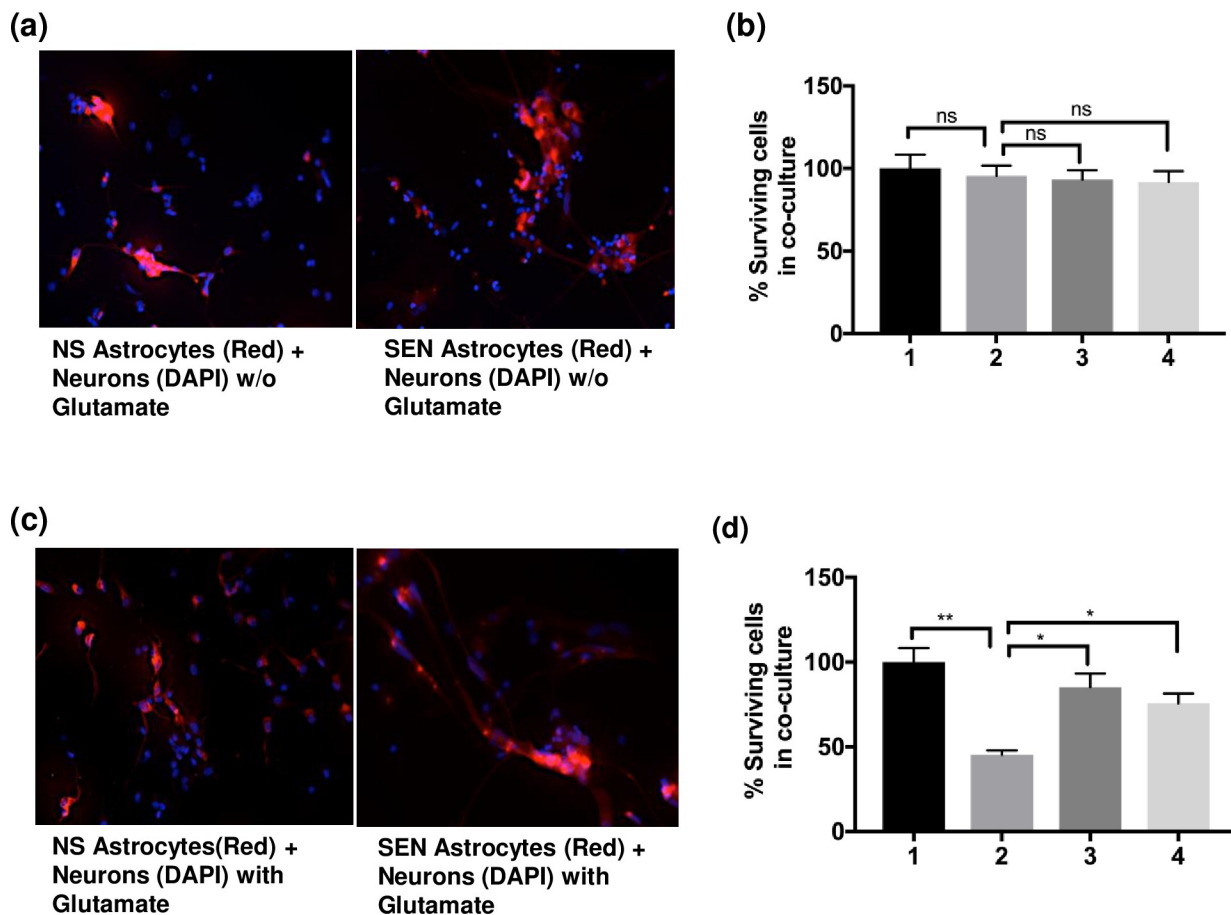 (a)
NS Astrocytes (Red) +
Neurons (DAPI) w/o
Glutamate
SEN Astrocytes (Red) +
Neurons (DAPI) w/o
Glutamate
(b)
% Surviving cells
in co-culture
150
100
50
0
ns
ns
ns
1 2 3 4
(c)
NS Astrocytes(Red) +
Neurons (DAPI) with
Glutamate
SEN Astrocytes (Red) +
Neurons (DAPI) with
Glutamate
(d)
% Surviving cells
in co-culture
150
100
50
0
**
*
*
1 2 3 4